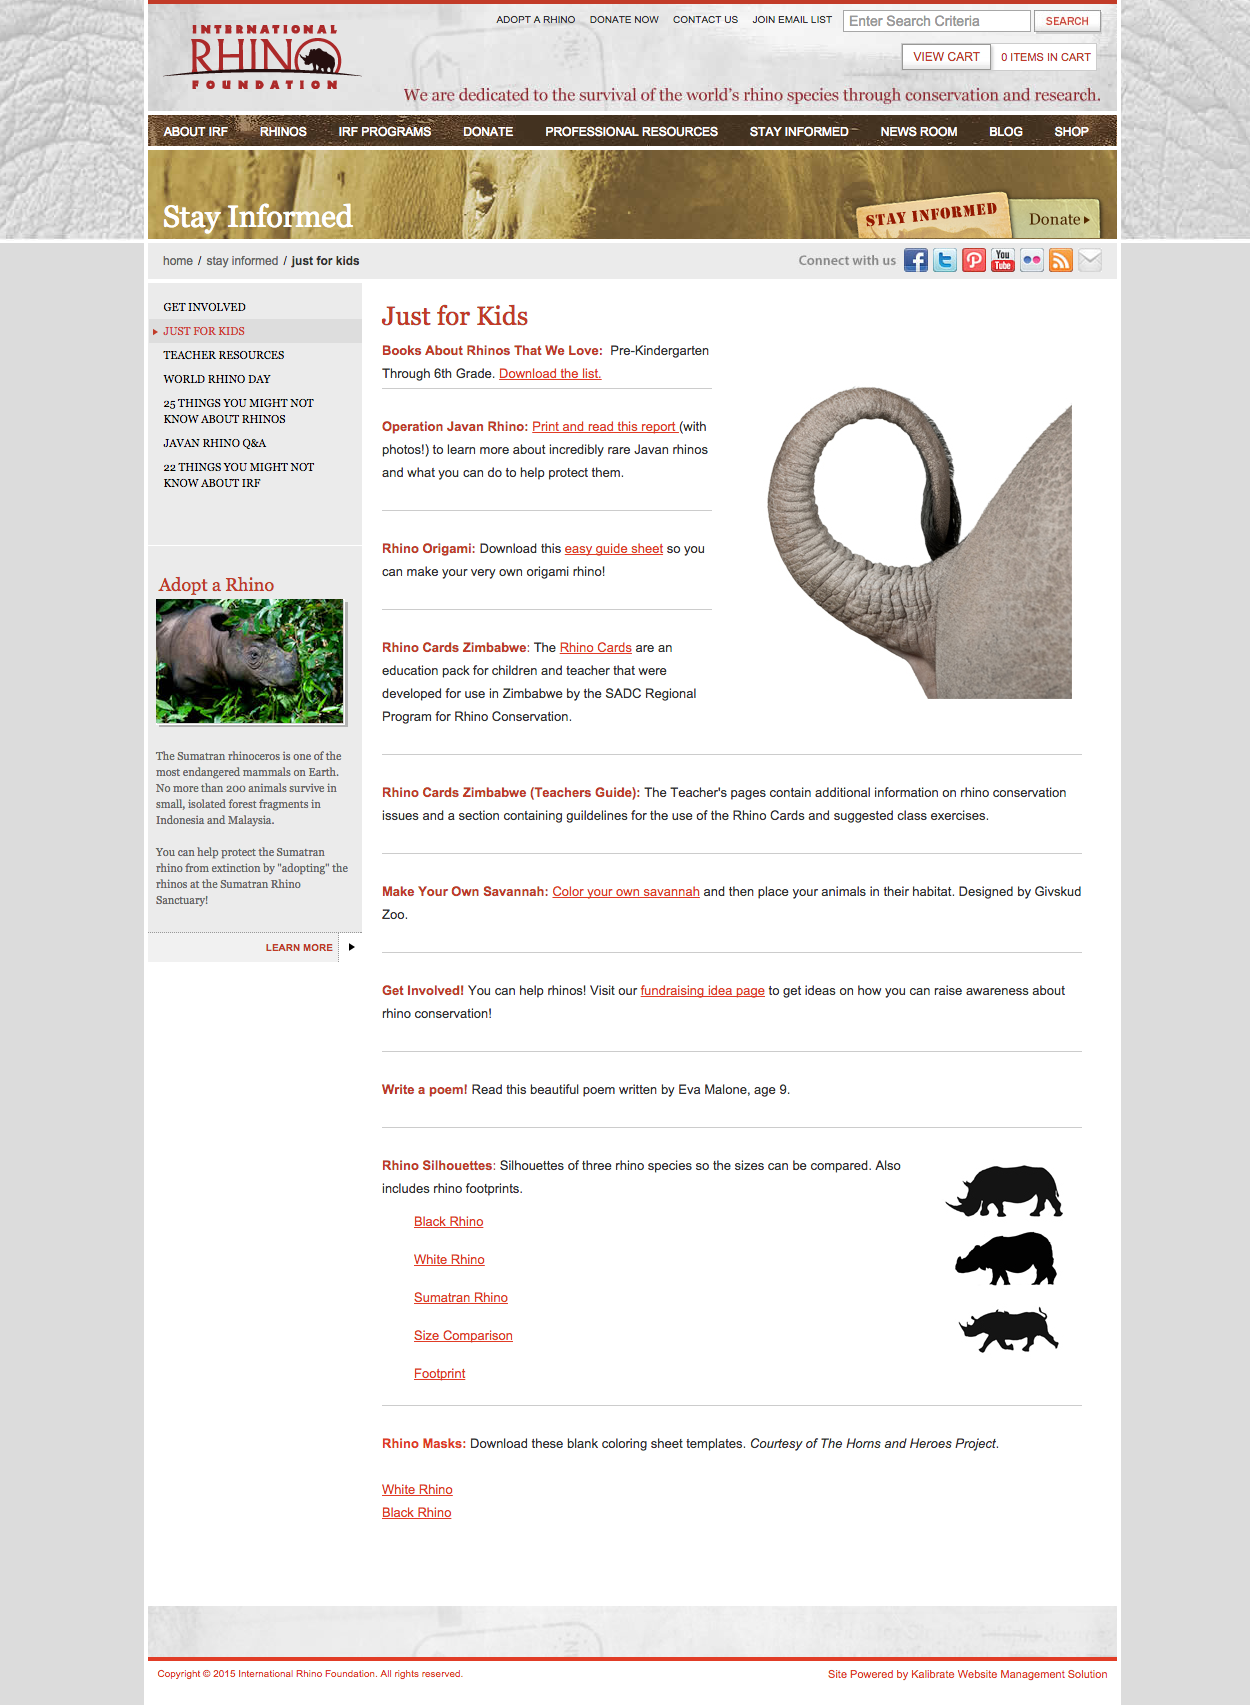 ADOPT A RHINO DONATE NOW CONTACT US JOIN EMAIL LIST Enter Search Criteria SEARCH
INTERNATIONAL
RHINO
FOUNDATION
VIEW CART 0 ITEMS IN CART
We are dedicated to the survival of the world's rhino species through conservation and research.
ABOUT IRF RHINOS IRF PROGRAMS DONATE PROFESSIONAL RESOURCES STAY INFORMED NEWS ROOM BLOG SHOP
Stay Informed
STAY INFORMED
Donate
home / stay informed / just for kids
Connect with us
You
Tube
GET INVOLVED
JUST FOR KIDS
TEACHER RESOURCES
WORLD RHINO DAY
25 THINGS YOU MIGHT NOT
KNOW ABOUT RHINOS
JAVAN RHINO Q&A
22 THINGS YOU MIGHT NOT
KNOW ABOUT IRF
Adopt a Rhino
The Sumatran rhinoceros is one of the
most endangered mammals on Earth.
No more than 200 animals survive in
small, isolated forest fragments in
Indonesia and Malaysia.
You can help protect the Sumatran
rhino from extinction by "adopting" the
rhinos at the Sumatran Rhino
Sanctuary!
LEARN MORE
Just for Kids
Books About Rhinos That We Love: Pre-Kindergarten
Through 6th Grade. Download the list.
Operation Javan Rhino: Print and read this report (with
photos!) to learn more about incredibly rare Javan rhinos
and what you can do to help protect them.
Rhino Origami: Download this easy guide sheet so you
can make your very own origami rhino!
Rhino Cards Zimbabwe: The Rhino Cards are an
education pack for children and teacher that were
developed for use in Zimbabwe by the SADC Regional
Program for Rhino Conservation.
Rhino Cards Zimbabwe (Teachers Guide): The Teacher's pages contain additional information on rhino conservation
issues and a section containing guildelines for the use of the Rhino Cards and suggested class exercises.
Make Your Own Savannah: Color your own savannah and then place your animals in their habitat. Designed by Givskud
Zoo.
Get Involved! You can help rhinos! Visit our fundraising idea page to get ideas on how you can raise awareness about
rhino conservation!
Write a poem! Read this beautiful poem written by Eva Malone, age 9.
Rhino Silhouettes: Silhouettes of three rhino species so the sizes can be compared. Also
includes rhino footprints.
Black Rhino
White Rhino
Sumatran Rhino
Size Comparison
Footprint
Rhino Masks: Download these blank coloring sheet templates. Courtesy of The Horns and Heroes Project.
White Rhino
Black Rhino
Copyright © 2015 International Rhino Foundation. All rights reserved.
Site Powered by Kalibrate Website Management Solution